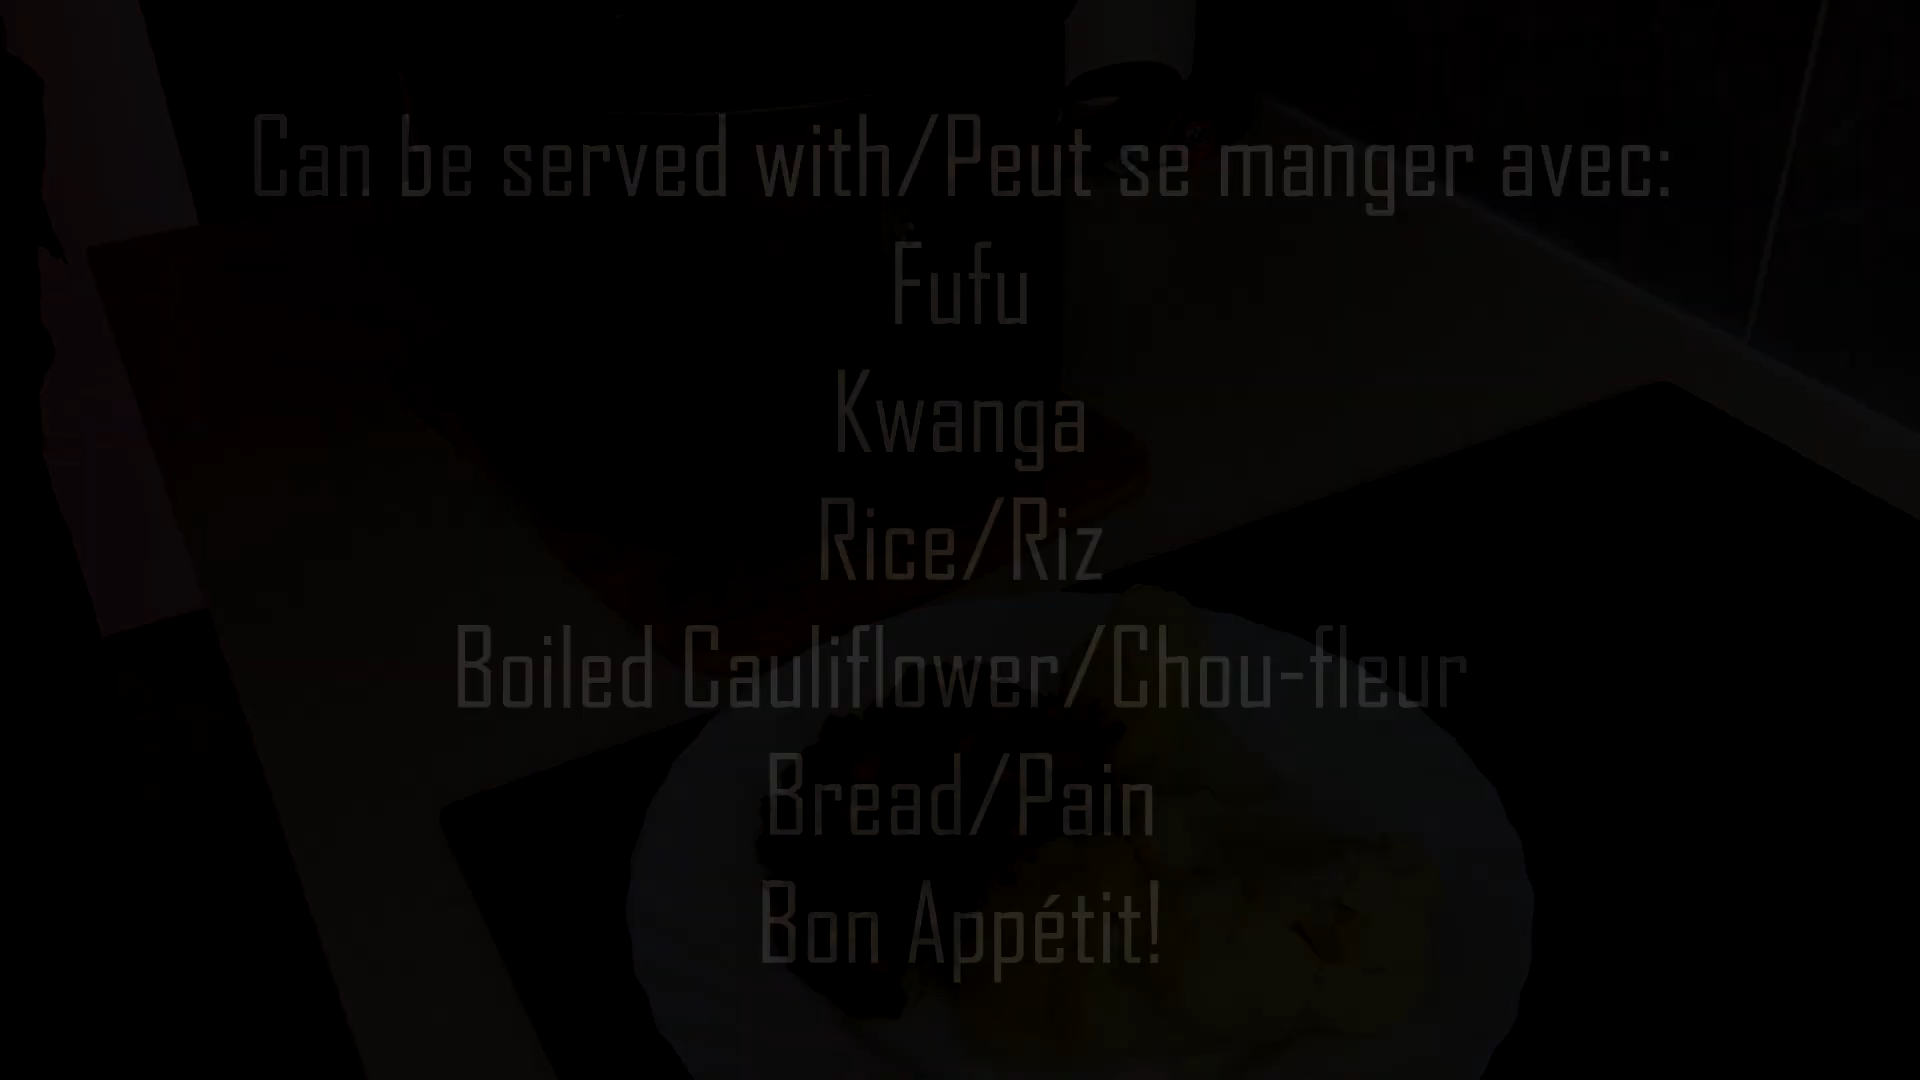 Can be served with/Peut se manger avec:
Fufu
Kwanga
Rice/Riz
Boiled Cauliflower/Chou-fleur
Bread/Pain
Bon Appétit!